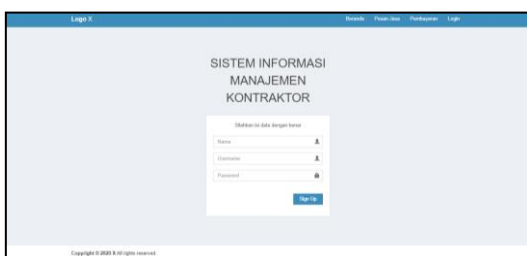 Logo X
Beranda Pesan Jasa Pembayaran Login
SISTEM INFORMASI
MANAJEMEN
KONTRAKTOR
Silahkan isi data dengan benar
Nama
Username
Password
Sign Up
Copyright © 2020 X All rights reserved.